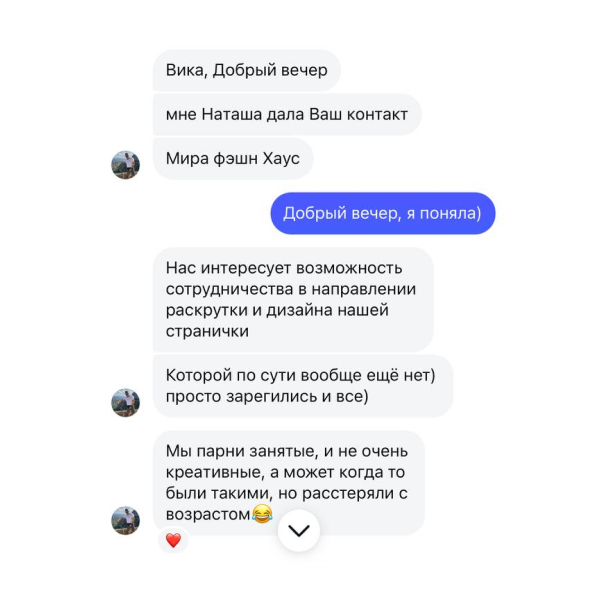 Вика, Добрый вечер
мне Наташа дала Ваш контакт
Мира фэшн Хаус
Добрый вечер, я поняла)
Нас интересует возможность
сотрудничества в направлении
раскрутки и дизайна нашей
странички
Которой по сути вообще ещё нет)
просто зарегились и все)
Мы парни занятые, и не очень
креативные, а может когда то
были такими, но расстеряли с
возрастом😂